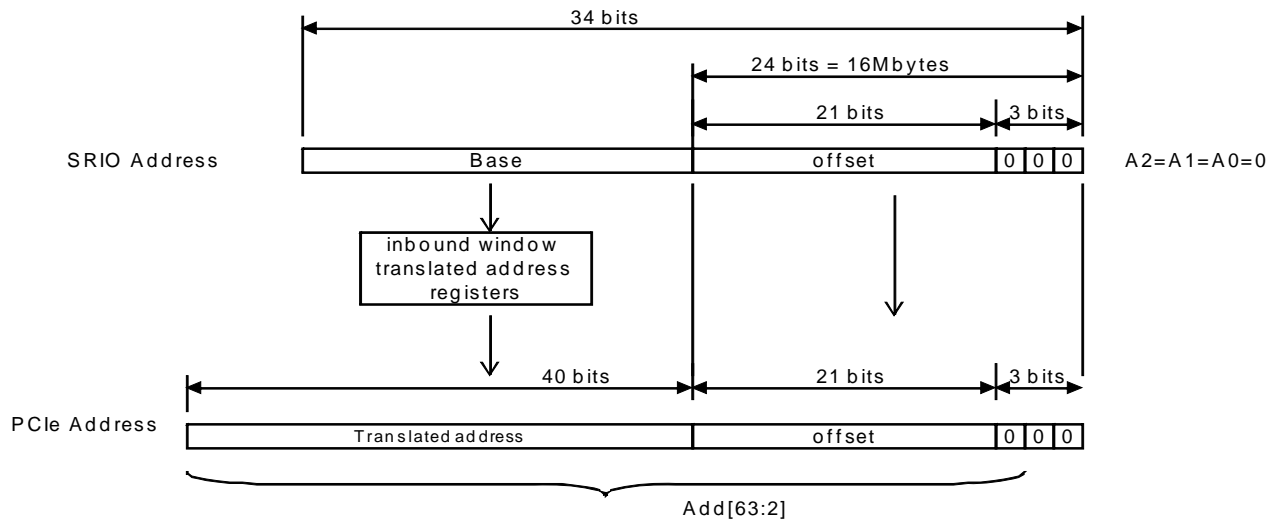 34 bits
24 bits = 16Mbytes
21 bits 3 bits
SRIO Address Base offset 0 0 0 A2=A1=A0=0
inbound window
translated address
registers
40 bits 21 bits 3 bits
PCIe Address Translated address offset 0 0 0
Add[63:2]